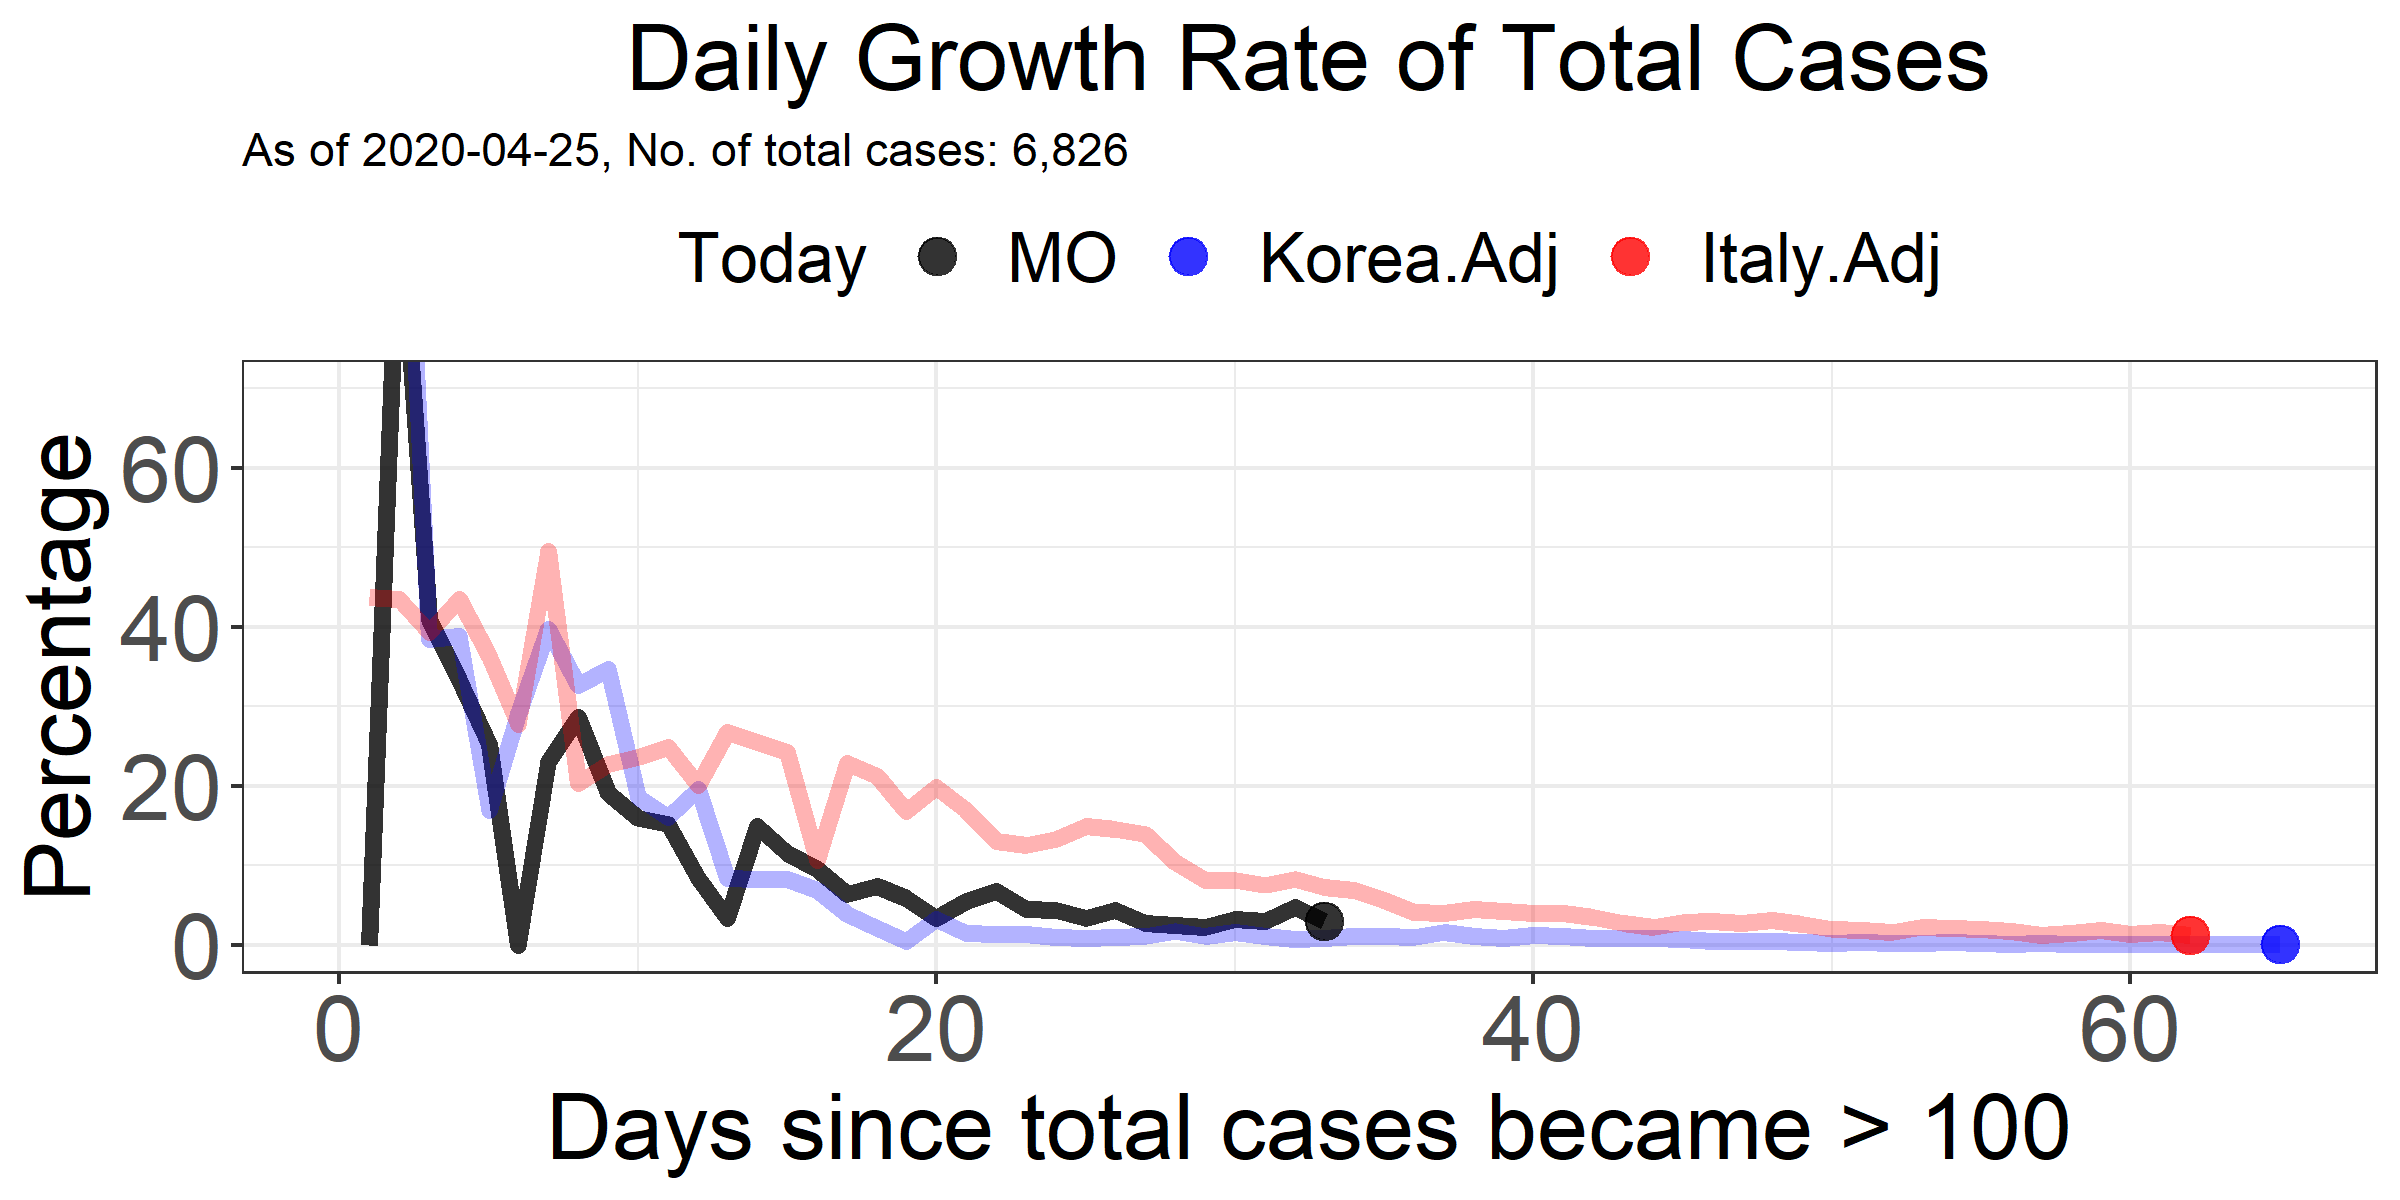 Daily Growth Rate of Total Cases
As of 2020-04-25, No. of total cases: 6,826
Today MO Korea.Adj Italy.Adj
Percentage
60
40
20
0
0 20 40 60
Days since total cases became > 100